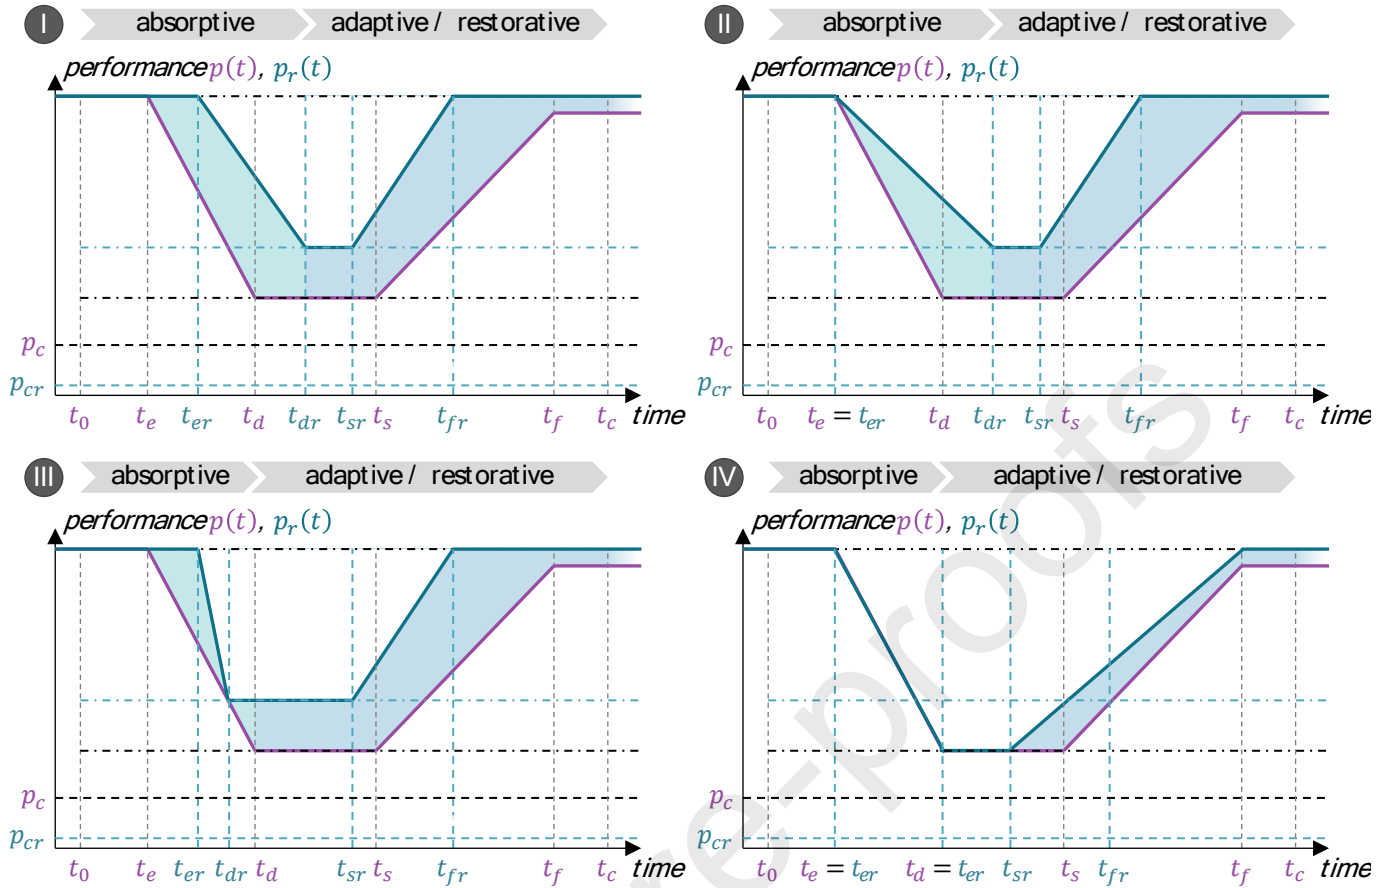 I absorptive adaptive / restorative
performance p(t), p_r(t)
p_c
p_cr
t_0 t_e t_er t_d t_dr t_sr t_s t_fr t_f t_c time
II absorptive adaptive / restorative
performance p(t), p_r(t)
t_0 t_e = t_er t_d t_dr t_sr t_s t_fr t_f t_c time
III absorptive adaptive / restorative
performance p(t), p_r(t)
p_c
p_cr
t_0 t_e t_er t_dr t_d t_sr t_s t_fr t_f t_c time
IV absorptive adaptive / restorative
performance p(t), p_r(t)
p_c
p_cr
t_0 t_e = t_er t_d = t_er t_sr t_s t_fr t_f t_c time
re-proofs